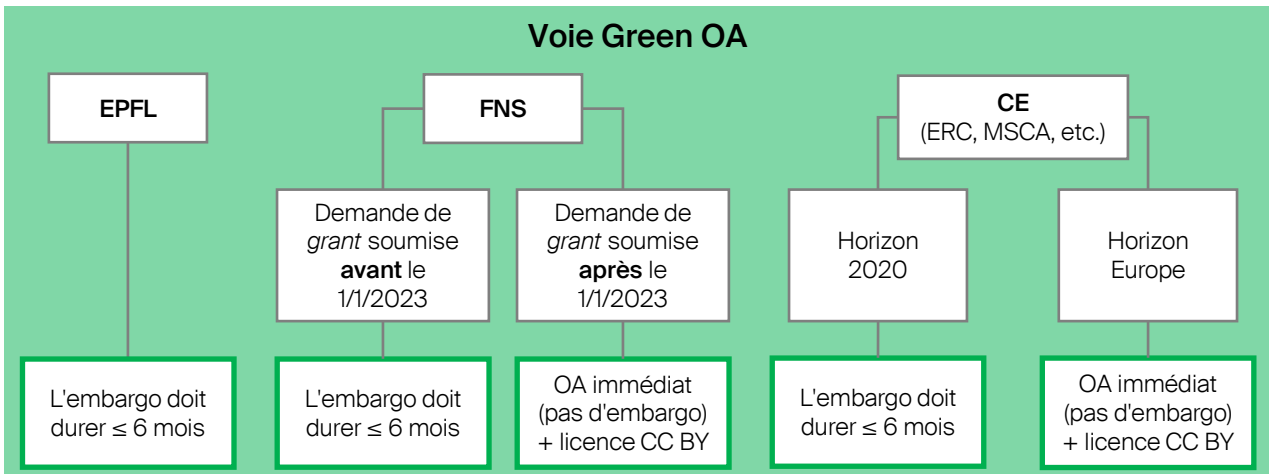 Voie Green OA
EPFL
FNS
CE
(ERC, MSCA, etc.)
Demande de
grant soumise
avant le
1/1/2023
Demande de
grant soumise
après le
1/1/2023
Horizon
2020
Horizon
Europe
L'embargo doit
durer ≤ 6 mois
L'embargo doit
durer ≤ 6 mois
OA immédiat
(pas d'embargo)
+ licence CC BY
L'embargo doit
durer ≤ 6 mois
OA immédiat
(pas d'embargo)
+ licence CC BY